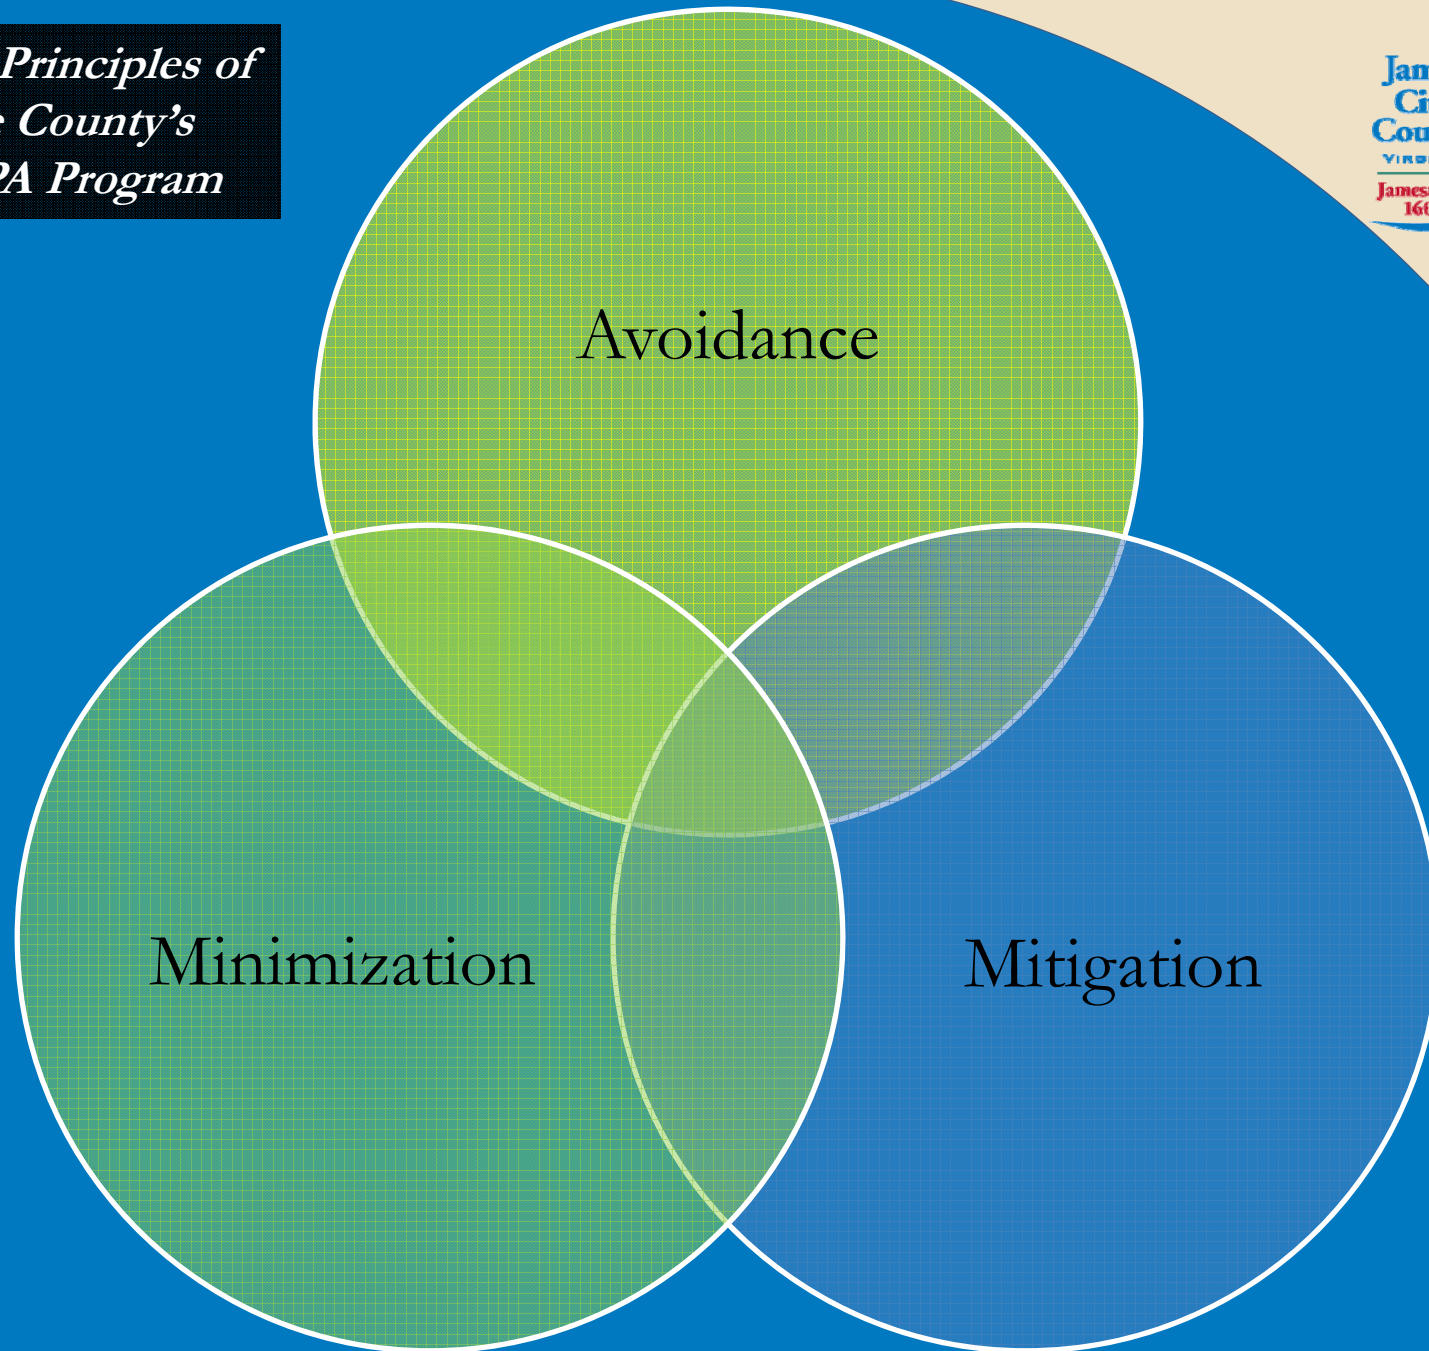 Principles of
County's
PA Program
Avoidance
Minimization
Mitigation